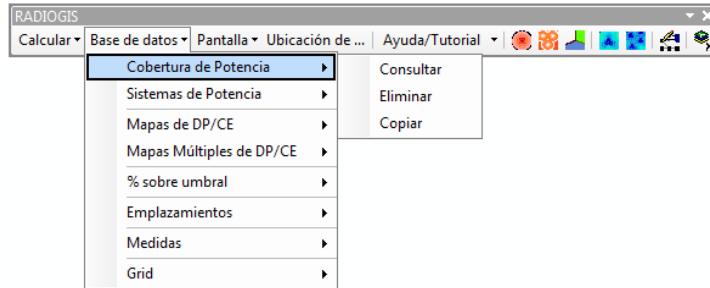 RADIOGIS
Calcular Base de datos Pantalla Ubicación de ... Ayuda/Tutorial
Cobertura de Potencia Consultar
Sistemas de Potencia Eliminar
Mapas de DP/CE Copiar
Mapas Múltiples de DP/CE
% sobre umbral
Emplazamientos
Medidas
Grid